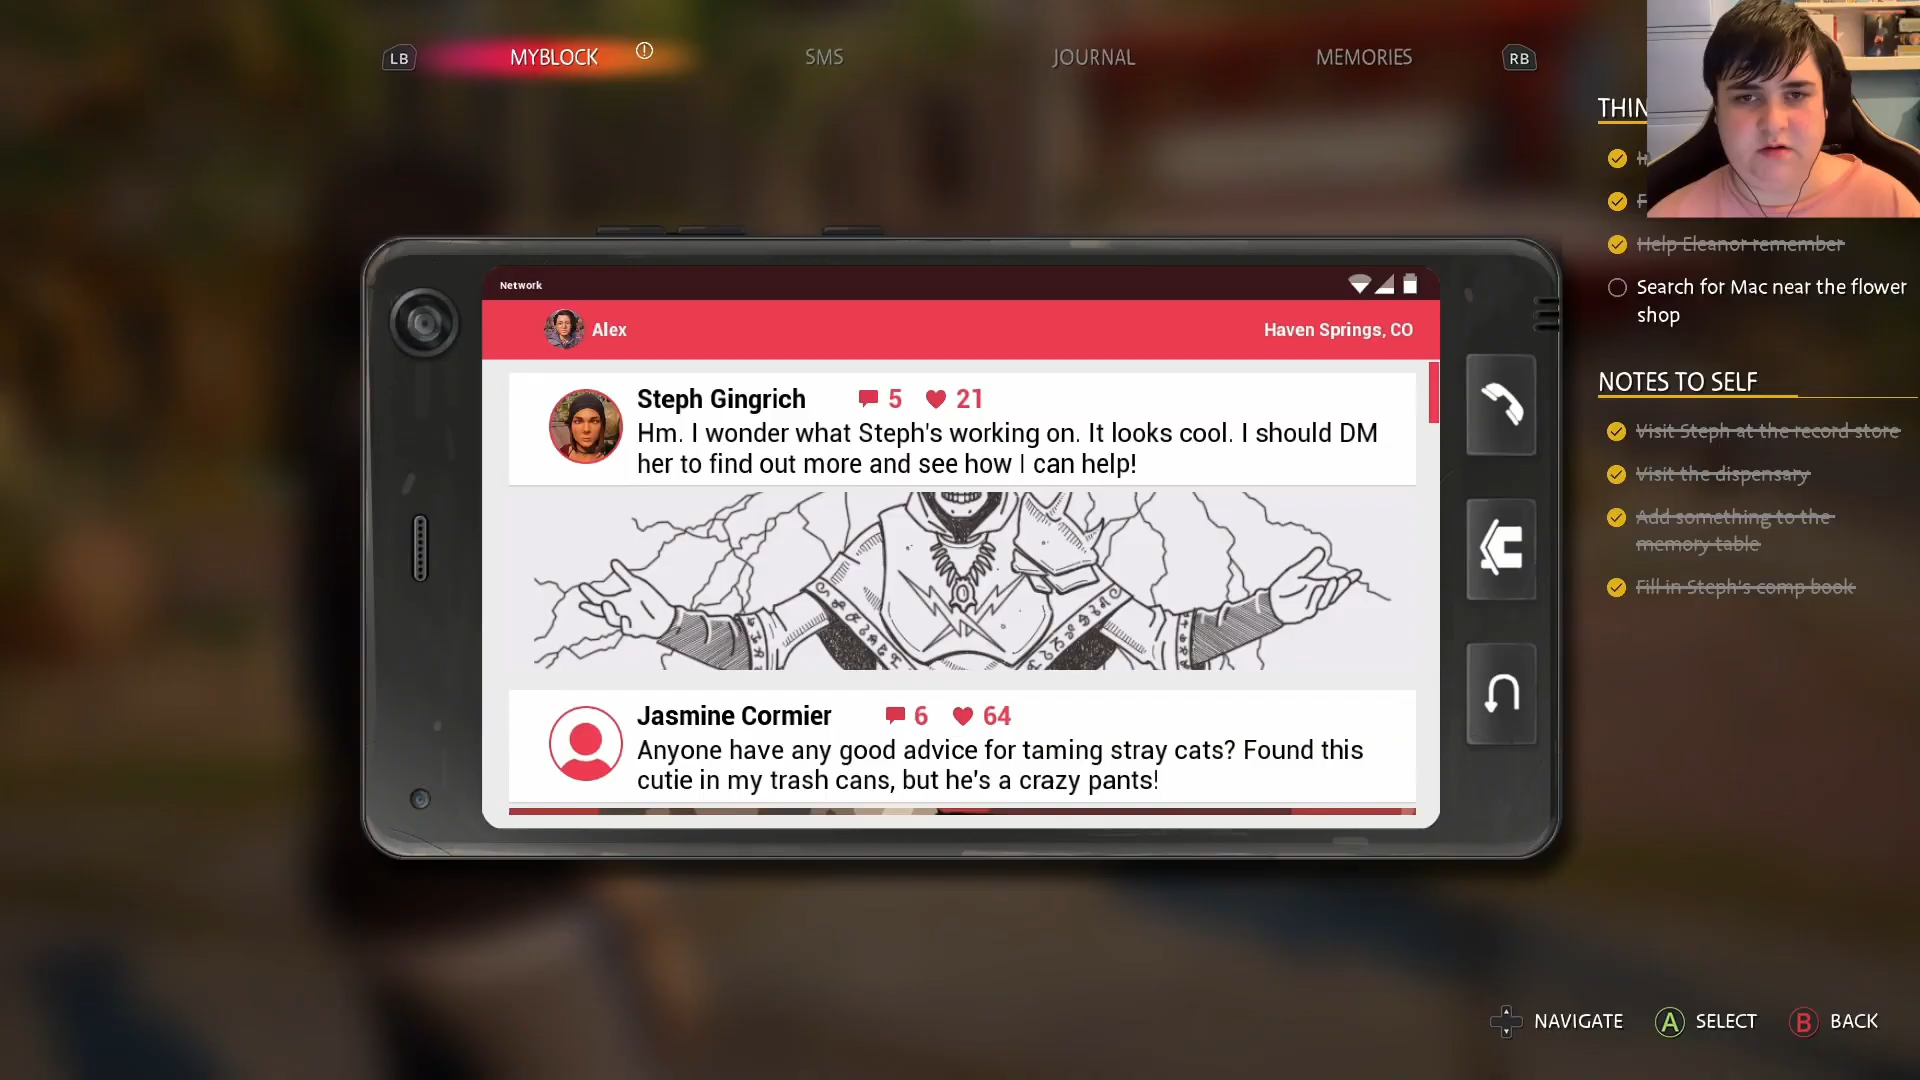 LB
MYBLOCK
SMS
JOURNAL
MEMORIES
RB
Network
Alex
Haven Springs, CO
Steph Gingrich 5 21
Hm. I wonder what Steph's working on. It looks cool. I should DM
her to find out more and see how I can help!
Jasmine Cormier 6 64
Anyone have any good advice for taming stray cats? Found this
cutie in my trash cans, but he's a crazy pants!
Help Eleanor remember
Search for Mac near the flower
shop
NOTES TO SELF
Visit Steph at the record store
Visit the dispensary
Add something to the
memory table
Fill in Steph's comp book
NAVIGATE
A SELECT
B BACK